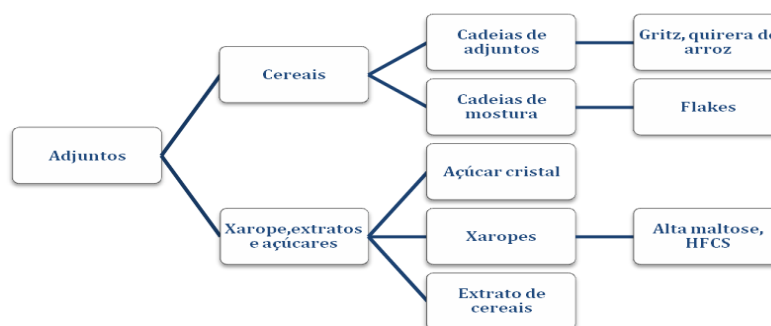 Adjuntos
Cereais
Cadeias de
adjuntos
Gritz, quirera de
arroz
Cadeias de
mostura
Flakes
Xarope,extratos
e açúcares
Açúcar cristal
Xaropes
Alta maltose,
HFCS
Extrato de
cereais